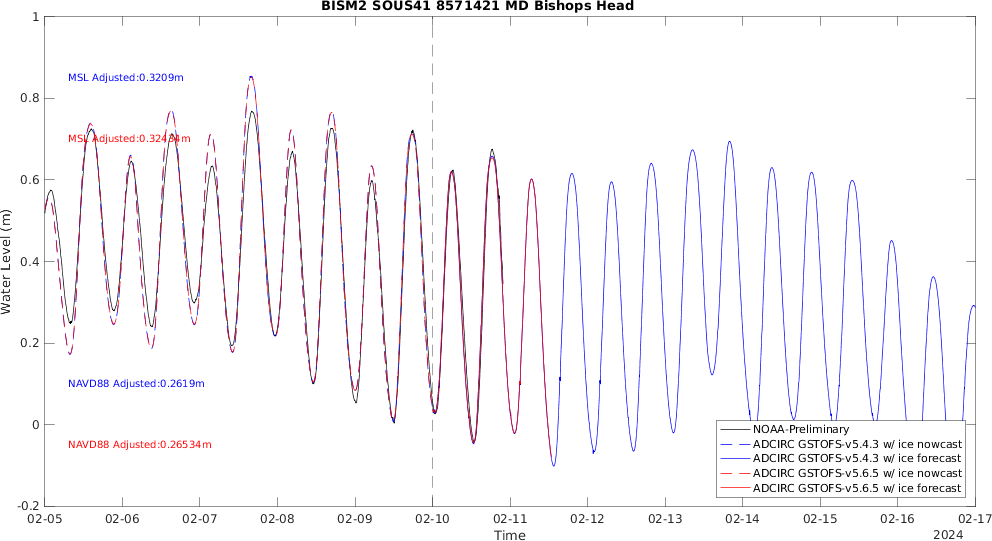 BISM2 SOUS41 8571421 MD Bishops Head
1
0.8
0.6
0.4
0.2
0
-0.2
Water Level (m)
MSL Adjusted:0.3209m
MSL Adjusted:0.32434m
NAVD88 Adjusted:0.2619m
NAVD88 Adjusted:0.26534m
NOAA-Preliminary
ADCIRC GSTOFS-v5.4.3 w/ ice nowcast
ADCIRC GSTOFS-v5.4.3 w/ ice forecast
ADCIRC GSTOFS-v5.6.5 w/ ice nowcast
ADCIRC GSTOFS-v5.6.5 w/ ice forecast
02-05 02-06 02-07 02-08 02-09 02-10 02-11 02-12 02-13 02-14 02-15 02-16 02-17
Time
2024